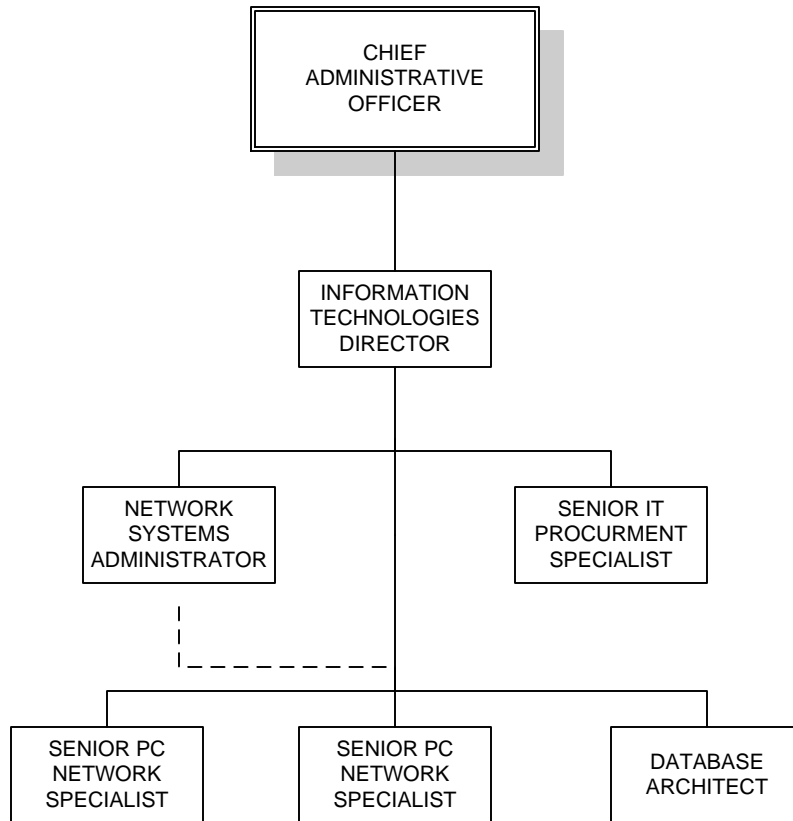 CHIEF
ADMINISTRATIVE
OFFICER
INFORMATION
TECHNOLOGIES
DIRECTOR
NETWORK
SYSTEMS
ADMINISTRATOR
SENIOR IT
PROCURMENT
SPECIALIST
SENIOR PC
NETWORK
SPECIALIST
SENIOR PC
NETWORK
SPECIALIST
DATABASE
ARCHITECT